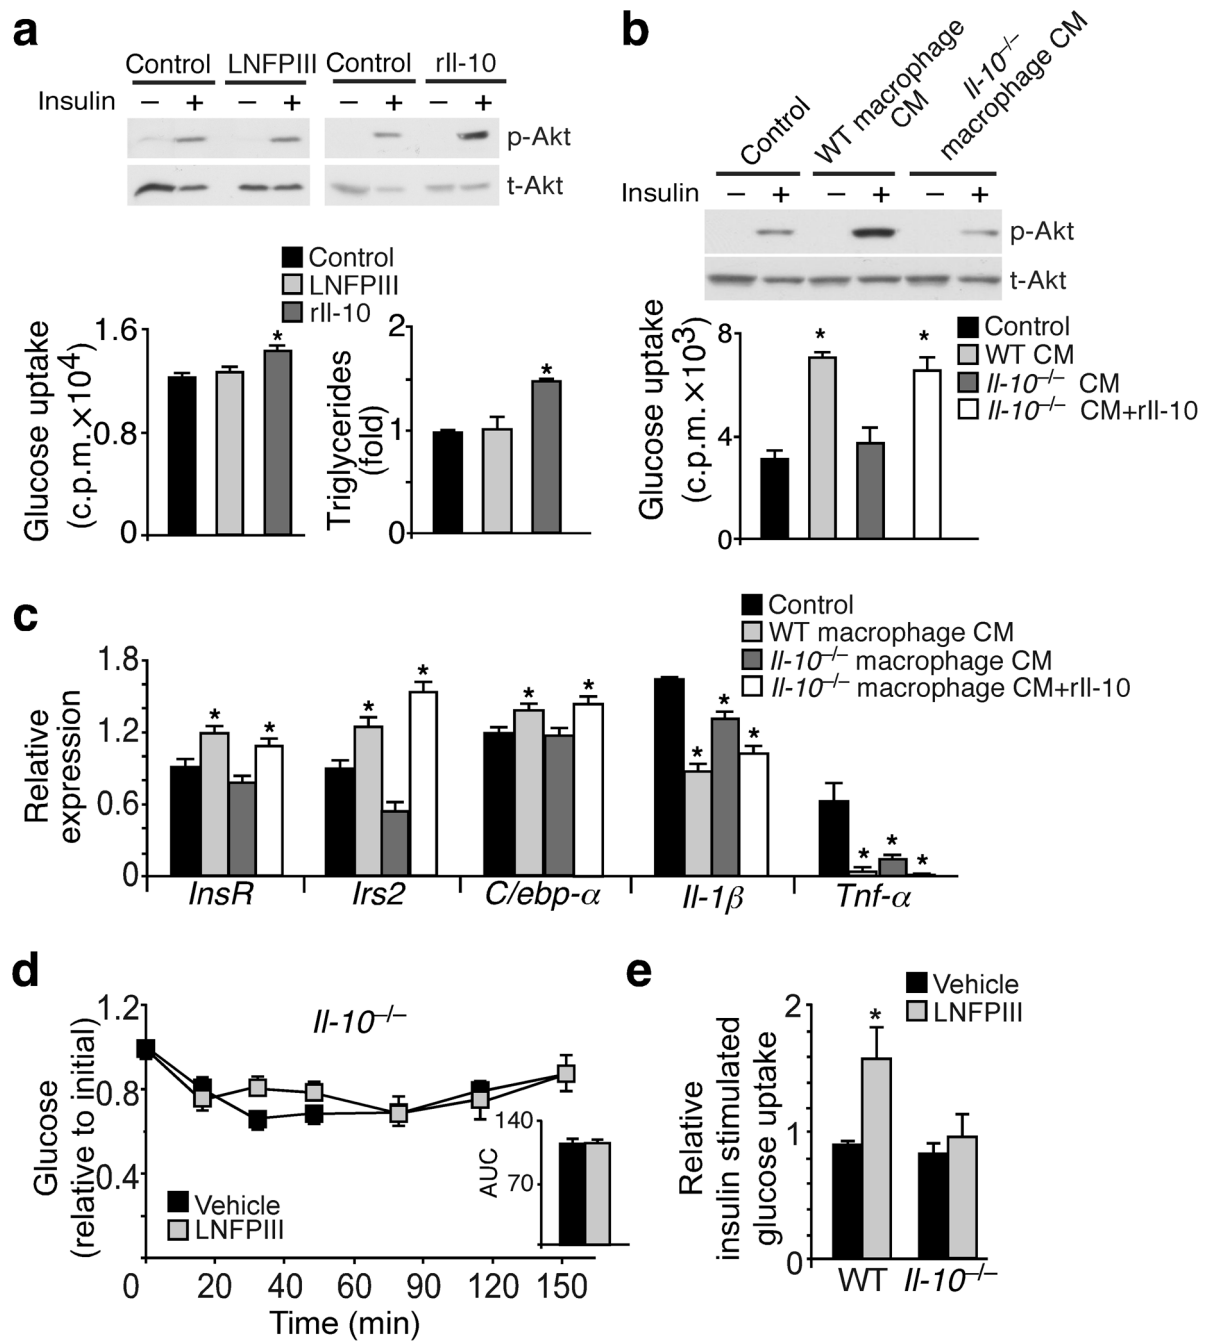 a
Control LNFPIII Control rIl-10
Insulin − + − + − + − +
p-Akt
t-Akt
Control
LNFPIII
rIl-10
Glucose uptake
(c.p.m.×10⁴)
1.6
0.8
0
*
Triglycerides
(fold)
2
1
0
*
b
Control
WT macrophage
CM
Il-10–/–
macrophage CM
Insulin − + − + − +
p-Akt
t-Akt
Glucose uptake
(c.p.m.×10³)
8
4
0
* *
Control
WT CM
Il-10–/– CM
Il-10–/– CM+rIl-10
c
Control
WT macrophage CM
Il-10–/– macrophage CM
Il-10–/– macrophage CM+rIl-10
Relative
expression
1.8
1.2
0.6
0
* * * * * * * * * * * *
InsR Irs2 C/ebp-α Il-1β Tnf-α
d
Il-10–/–
Glucose
(relative to initial)
1.2
0.8
0.4
Vehicle
LNFPIII
AUC
140
70
0 20 40 60 90 120 150
Time (min)
e
Vehicle
LNFPIII
Relative
insulin stimulated
glucose uptake
2
1
0
*
WT Il-10–/–